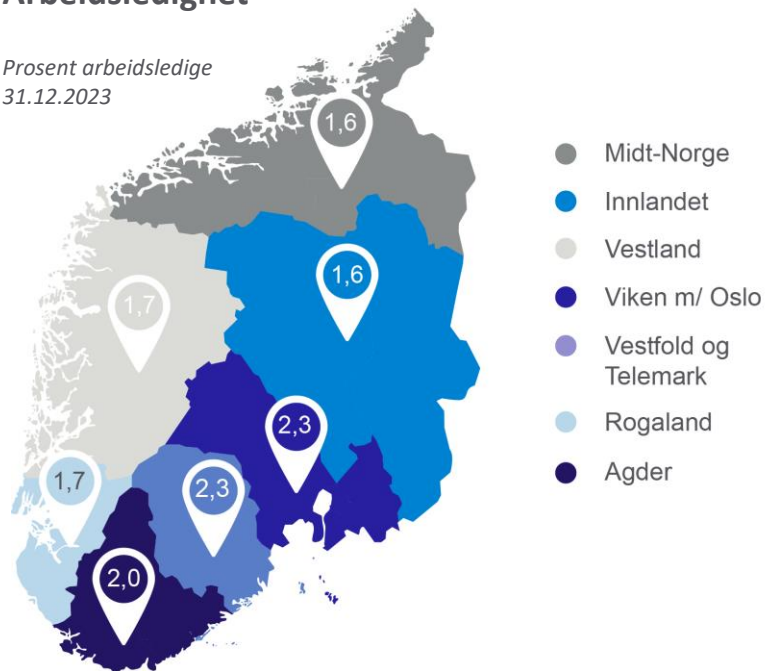 Arbeidsledighet
Prosent arbeidsledige
31.12.2023
1,6
1,6
1,7
2,3
1,7
2,3
2,0
Midt-Norge
Innlandet
Vestland
Viken m/ Oslo
Vestfold og
Telemark
Rogaland
Agder